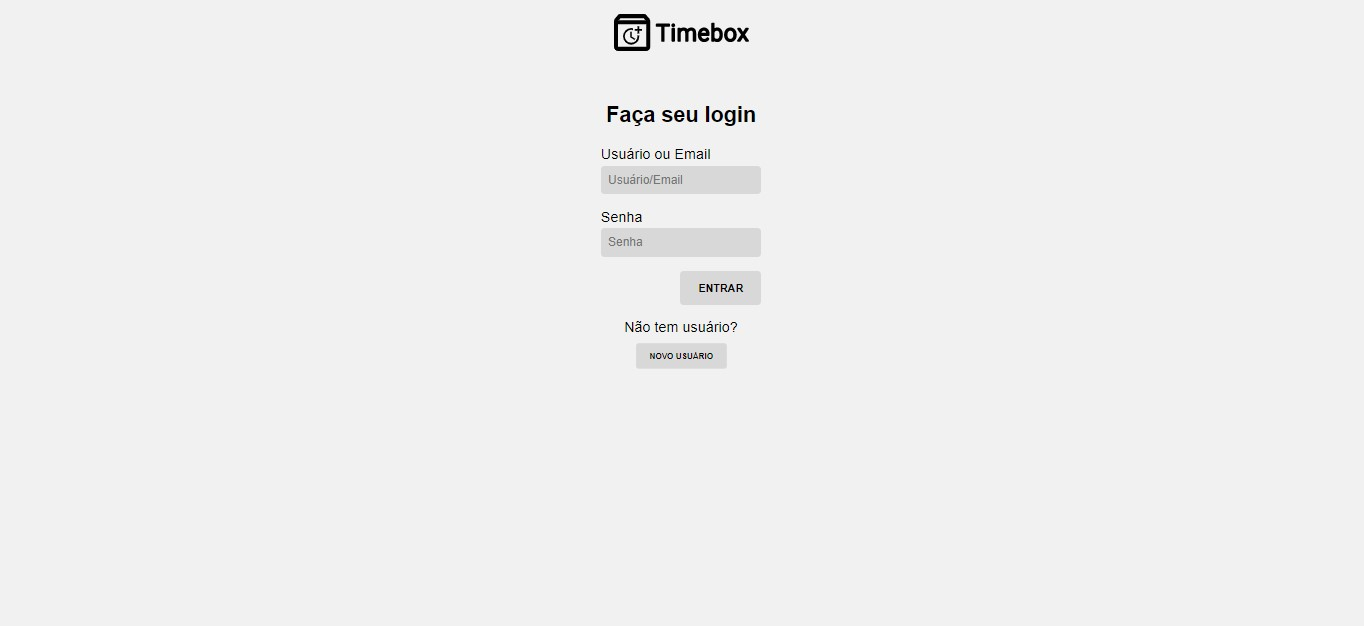 Timebox
Faça seu login
Usuário ou Email
Usuário/Email
Senha
Senha
ENTRAR
Não tem usuário?
NOVO USUÁRIO